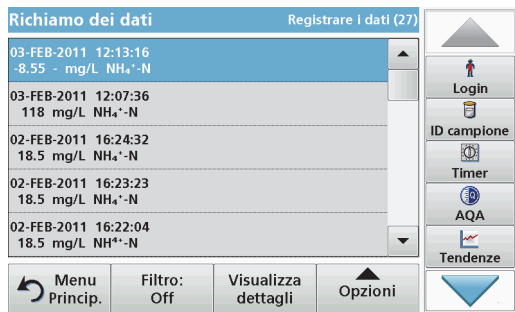 Richiamo dei dati
Registrare i dati (27)
03-FEB-2011 12:13:16
-8.55 - mg/L NH₄⁺-N
03-FEB-2011 12:07:36
118 mg/L NH₄⁺-N
02-FEB-2011 16:24:32
18.5 mg/L NH₄⁺-N
02-FEB-2011 16:23:23
18.5 mg/L NH₄⁺-N
02-FEB-2011 16:22:04
18.5 mg/L NH⁴⁺-N
Login
ID campione
Timer
AQA
Tendenze
Menu
Princip.
Filtro:
Off
Visualizza
dettagli
Opzioni